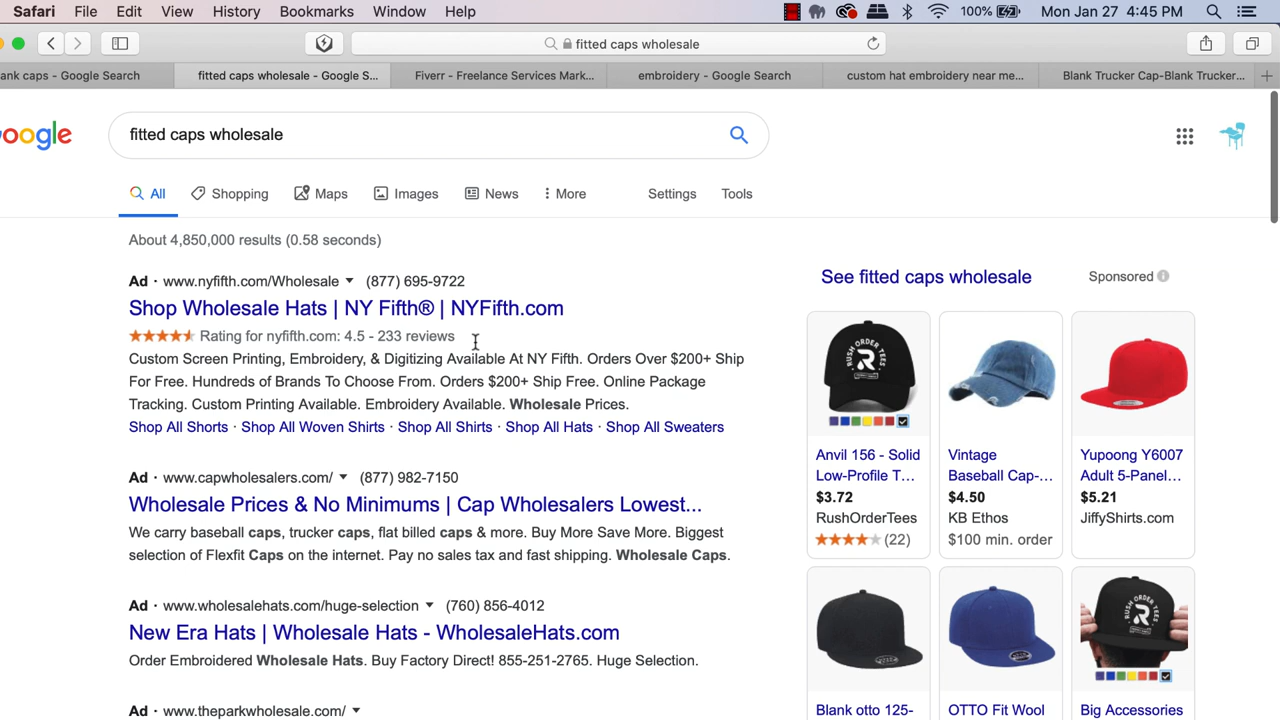 Safari File Edit View History Bookmarks Window Help 100% Mon Jan 27 4:45 PM
fitted caps wholesale
ank caps - Google Search fitted caps wholesale - Google S... Fiverr - Freelance Services Mark... embroidery - Google Search custom hat embroidery near me... Blank Trucker Cap-Blank Trucker...
oogle fitted caps wholesale
All Shopping Maps Images News More Settings Tools
About 4,850,000 results (0.58 seconds)
Ad · www.nyfifth.com/Wholesale (877) 695-9722
Shop Wholesale Hats | NY Fifth® | NYFifth.com
Rating for nyfifth.com: 4.5 - 233 reviews
Custom Screen Printing, Embroidery, & Digitizing Available At NY Fifth. Orders Over $200+ Ship
For Free. Hundreds of Brands To Choose From. Orders $200+ Ship Free. Online Package
Tracking. Custom Printing Available. Embroidery Available. Wholesale Prices.
Shop All Shorts · Shop All Woven Shirts · Shop All Shirts · Shop All Hats · Shop All Sweaters
Ad · www.capwholesalers.com/ (877) 982-7150
Wholesale Prices & No Minimums | Cap Wholesalers Lowest...
We carry baseball caps, trucker caps, flat billed caps & more. Buy More Save More. Biggest
selection of Flexfit Caps on the internet. Pay no sales tax and fast shipping. Wholesale Caps.
Ad · www.wholesalehats.com/huge-selection (760) 856-4012
New Era Hats | Wholesale Hats - WholesaleHats.com
Order Embroidered Wholesale Hats. Buy Factory Direct! 855-251-2765. Huge Selection.
Ad · www.theparkwholesale.com/
See fitted caps wholesale Sponsored
RUSH ORDER TEES
Anvil 156 - Solid
Low-Profile T...
$3.72
RushOrderTees
(22)
Vintage
Baseball Cap-...
$4.50
KB Ethos
$100 min. order
Yupoong Y6007
Adult 5-Panel...
$5.21
JiffyShirts.com
RUSH ORDER TEES
Blank otto 125-
OTTO Fit Wool
Big Accessories